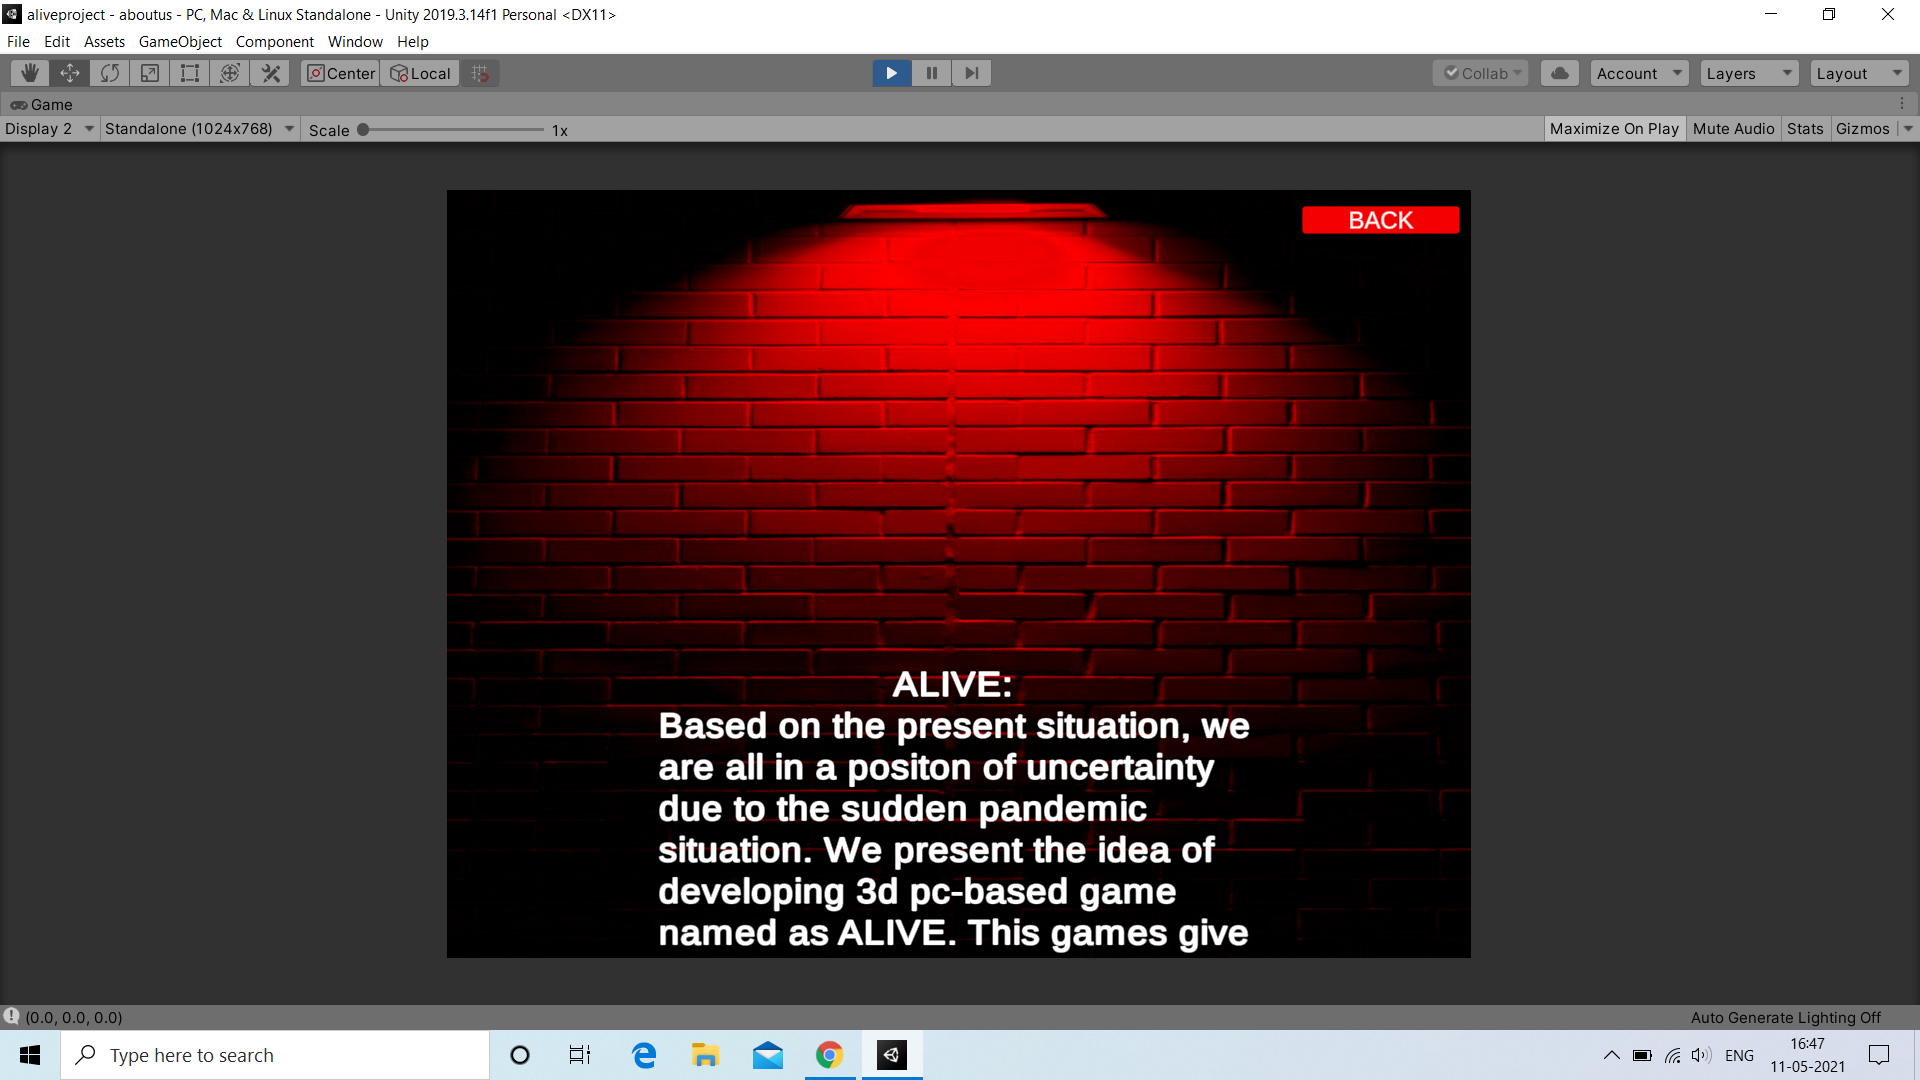 aliveproject - aboutus - PC, Mac & Linux Standalone - Unity 2019.3.14f1 Personal <DX11>
File Edit Assets GameObject Component Window Help
Center Local Collab Account Layers Layout
Game
Display 2 Standalone (1024x768) Scale 1x Maximize On Play Mute Audio Stats Gizmos
BACK
ALIVE:
Based on the present situation, we
are all in a positon of uncertainty
due to the sudden pandemic
situation. We present the idea of
developing 3d pc-based game
named as ALIVE. This games give
(0.0, 0.0, 0.0) Auto Generate Lighting Off
Type here to search ENG 16:47
11-05-2021